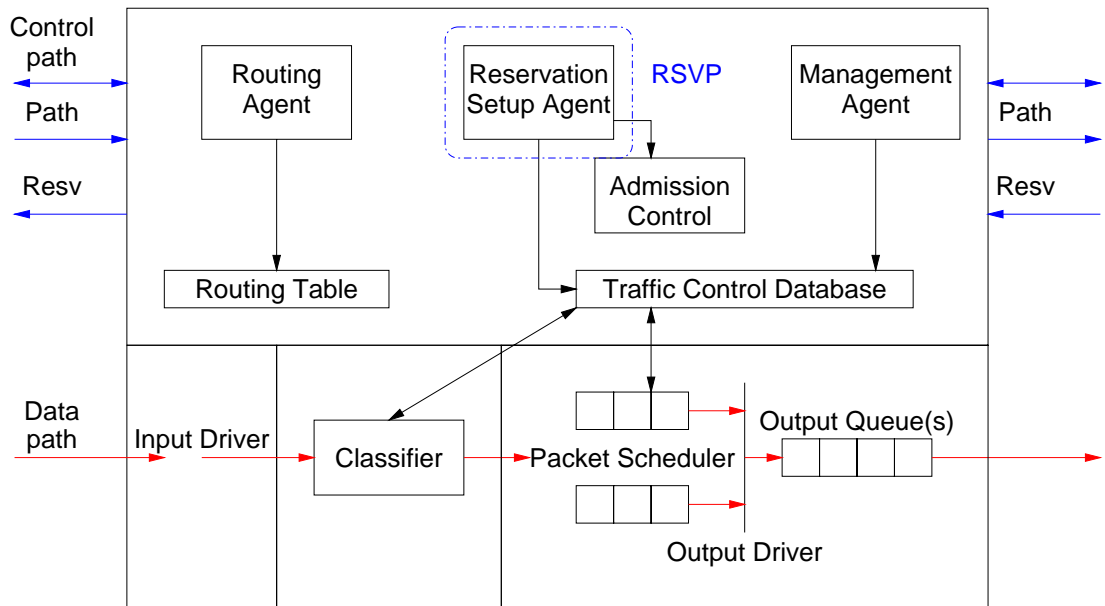 Control
path
Path
Resv
Routing
Agent
Reservation
Setup Agent
RSVP
Management
Agent
Path
Resv
Admission
Control
Routing Table
Traffic Control Database
Data
path
Input Driver
Classifier
Packet Scheduler
Output Queue(s)
Output Driver